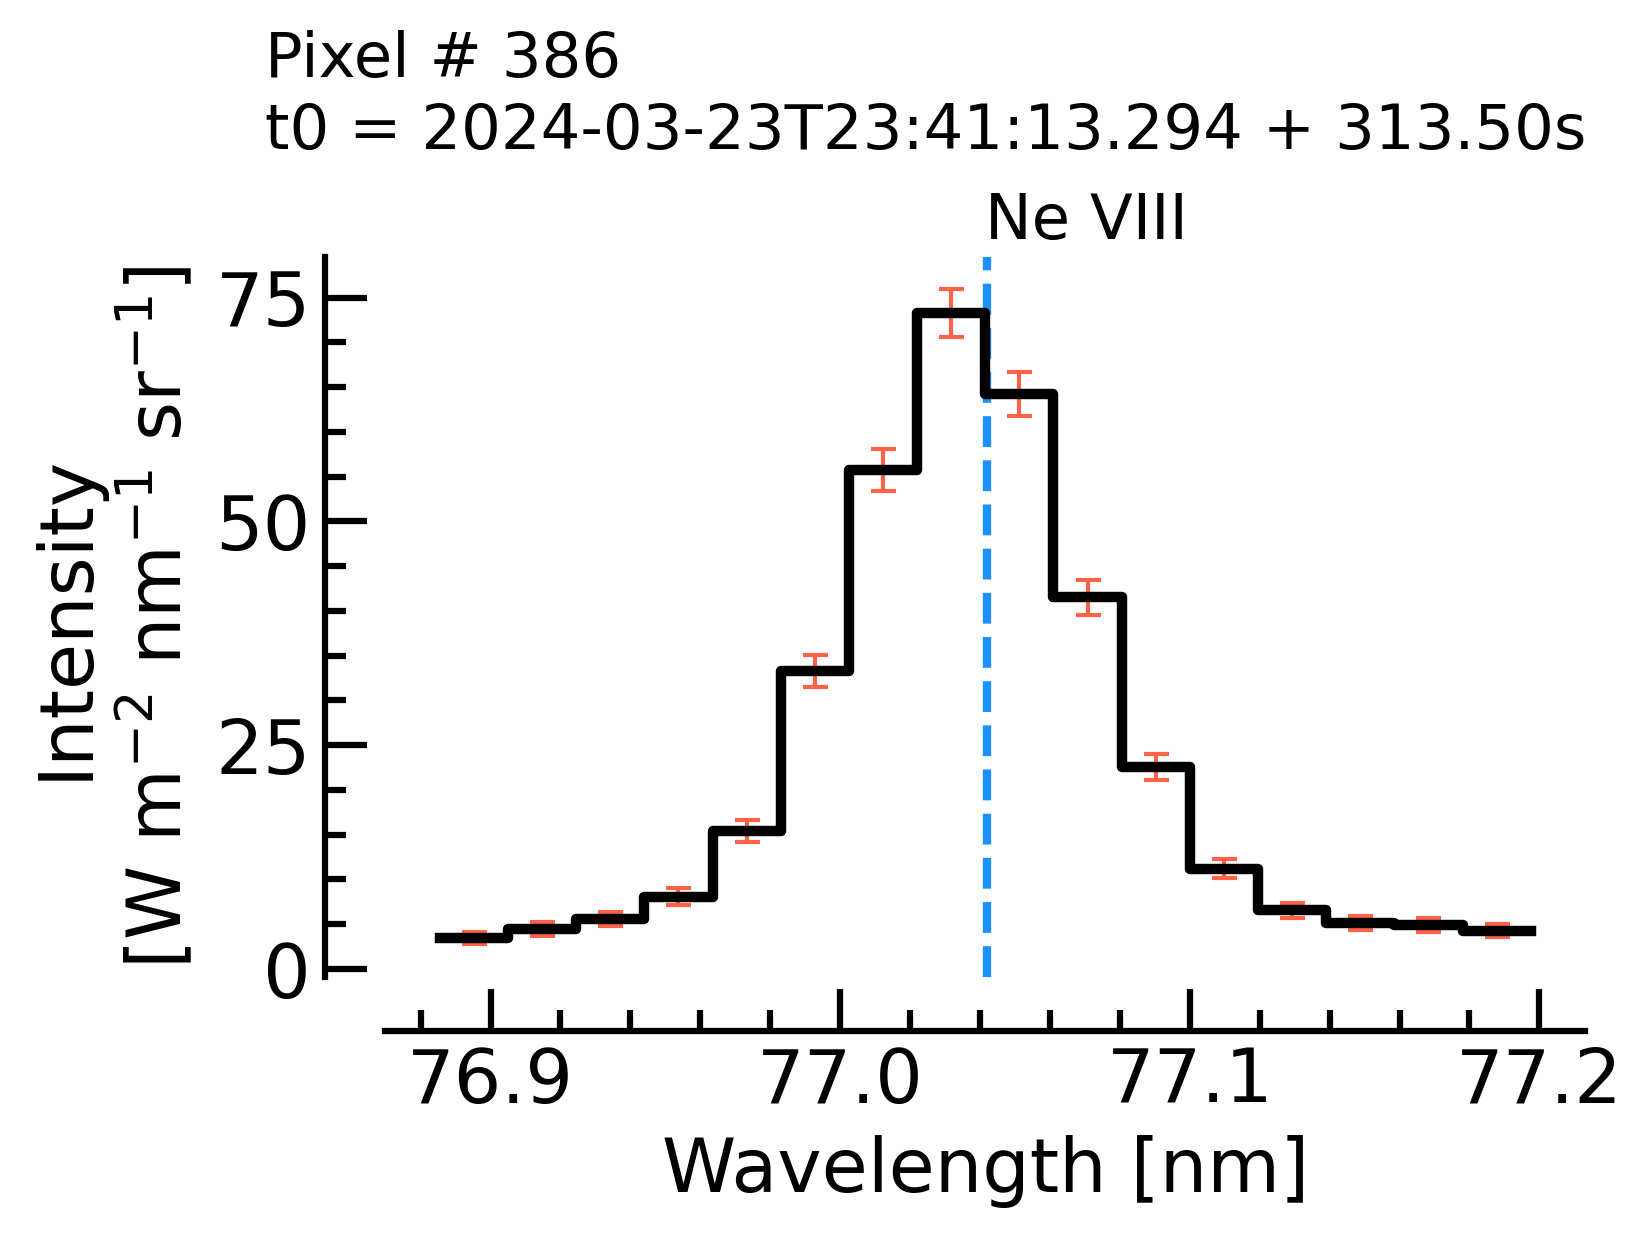 Pixel # 386
t0 = 2024-03-23T23:41:13.294 + 313.50s
Ne VIII
Intensity
[W m⁻² nm⁻¹ sr⁻¹]
75
50
25
0
76.9 77.0 77.1 77.2
Wavelength [nm]